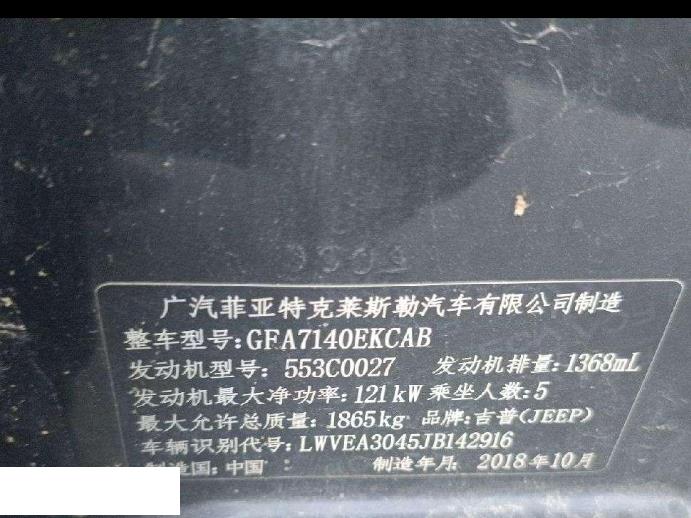 广汽菲亚特克莱斯勒汽车有限公司制造
整车型号:GFA7140EKCAB
发动机型号: 553C0027 发动机排量:1368mL
发动机最大净功率:121kW 乘坐人数:5
最大允许总质量: 1865kg 品牌:吉普(JEEP)
车辆识别代号:LWVEA3045JB142916
制造国: 中国 制造年月: 2018年10月